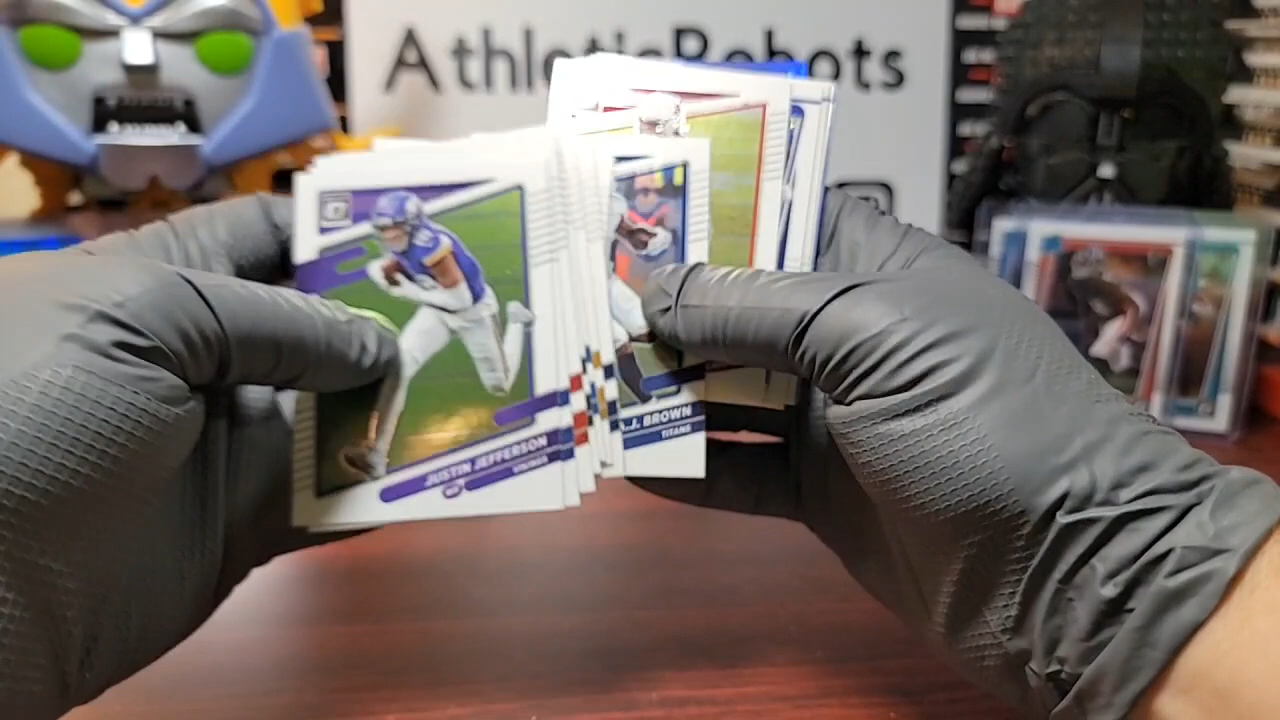 AthleticRobots
JUSTIN JEFFERSON
VIKINGS
A.J. BROWN
TITANS